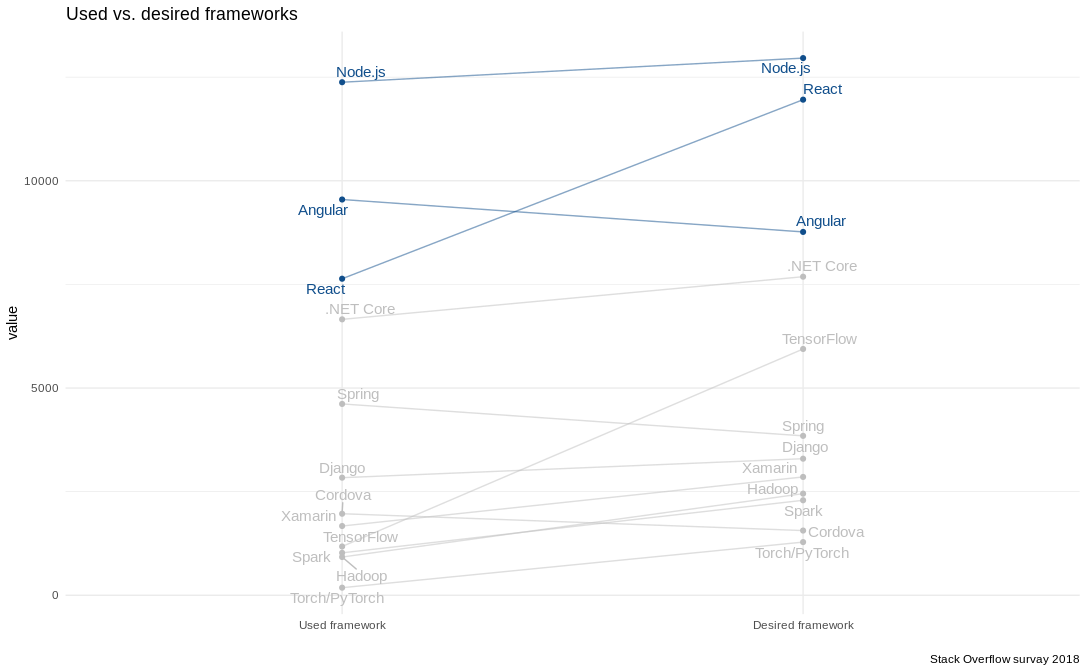 Used vs. desired frameworks
value
10000
5000
0
Node.js
Angular
React
.NET Core
Spring
Django
Cordova
Xamarin
TensorFlow
Spark
Hadoop
Torch/PyTorch
Node.js
React
Angular
.NET Core
TensorFlow
Spring
Django
Xamarin
Hadoop
Spark
Cordova
Torch/PyTorch
Used framework
Desired framework
Stack Overflow survay 2018